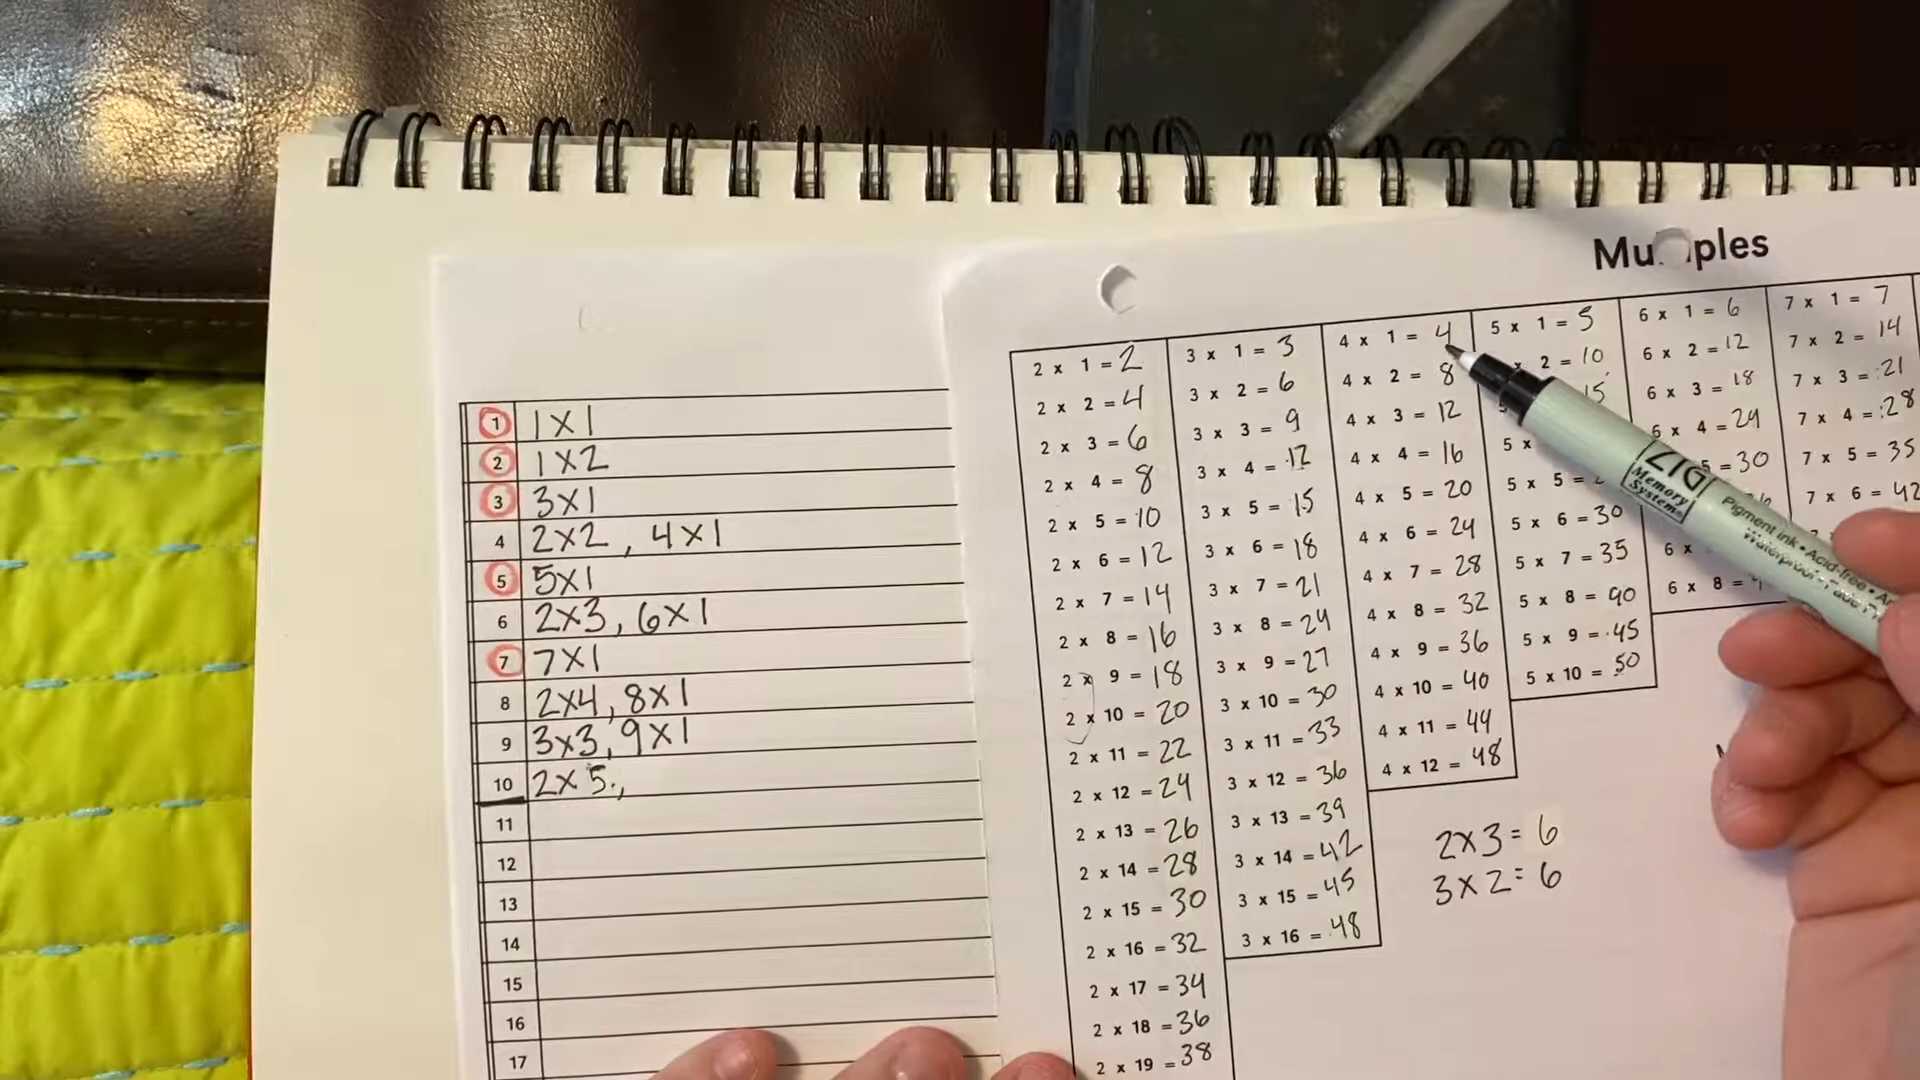 Mu ples
1 1X1
2 1X2
3 3X1
4 2X2, 4X1
5 5X1
6 2X3, 6X1
7 7X1
8 2X4, 8X1
9 3X3, 9X1
10 2X5,
11
12
13
14
15
16
17
2 x 1 = 2
2 x 2 = 4
2 x 3 = 6
2 x 4 = 8
2 x 5 = 10
2 x 6 = 12
2 x 7 = 14
2 x 8 = 16
2 x 9 = 18
2 x 10 = 20
2 x 11 = 22
2 x 12 = 24
2 x 13 = 26
2 x 14 = 28
2 x 15 = 30
2 x 16 = 32
2 x 17 = 34
2 x 18 = 36
2 x 19 = 38
3 x 1 = 3
3 x 2 = 6
3 x 3 = 9
3 x 4 = 12
3 x 5 = 15
3 x 6 = 18
3 x 7 = 21
3 x 8 = 24
3 x 9 = 27
3 x 10 = 30
3 x 11 = 33
3 x 12 = 36
3 x 13 = 39
3 x 14 = 42
3 x 15 = 45
3 x 16 = 48
4 x 1 = 4
4 x 2 = 8
4 x 3 = 12
4 x 4 = 16
4 x 5 = 20
4 x 6 = 24
4 x 7 = 28
4 x 8 = 32
4 x 9 = 36
4 x 10 = 40
4 x 11 = 44
4 x 12 = 48
5 x 1 = 5
x 2 = 10
15
5 x
5 x 5 =
5 x 6 = 30
5 x 7 = 35
5 x 8 = 40
5 x 9 = 45
5 x 10 = 50
6 x 1 = 6
6 x 2 = 12
6 x 3 = 18
6 x 4 = 24
5 = 30
6 x
6 x 8 =
7 x 1 = 7
7 x 2 = 14
7 x 3 = 21
7 x 4 = 28
7 x 5 = 35
7 x 6 = 42
2X3 = 6
3X2 = 6
ZIG
Memory
System
Pigment ink • Acid-free •
Waterproof